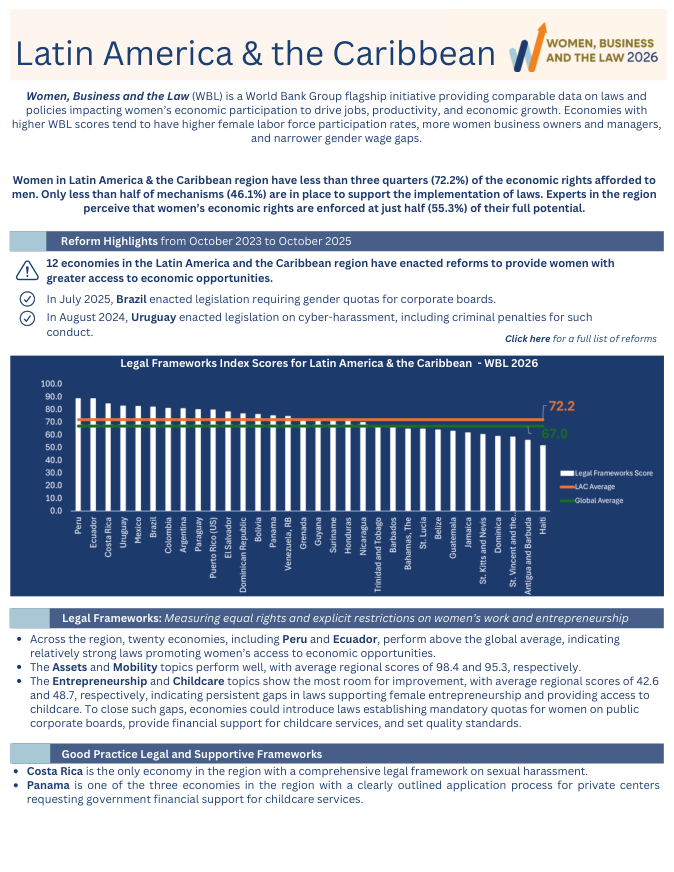 Latin America & the Caribbean
WOMEN, BUSINESS
AND THE LAW 2026
Women, Business and the Law (WBL) is a World Bank Group flagship initiative providing comparable data on laws and
policies impacting women's economic participation to drive jobs, productivity, and economic growth. Economies with
higher WBL scores tend to have higher female labor force participation rates, more women business owners and managers,
and narrower gender wage gaps.
Women in Latin America & the Caribbean region have less than three quarters (72.2%) of the economic rights afforded to
men. Only less than half of mechanisms (46.1%) are in place to support the implementation of laws. Experts in the region
perceive that women's economic rights are enforced at just half (55.3%) of their full potential.
Reform Highlights from October 2023 to October 2025
12 economies in the Latin America and the Caribbean region have enacted reforms to provide women with
greater access to economic opportunities.
In July 2025, Brazil enacted legislation requiring gender quotas for corporate boards.
In August 2024, Uruguay enacted legislation on cyber-harassment, including criminal penalties for such
conduct.
Click here for a full list of reforms
Legal Frameworks Index Scores for Latin America & the Caribbean - WBL 2026
100.0
90.0
80.0
70.0
60.0
50.0
40.0
30.0
20.0
10.0
0.0
72.2
67.0
Legal Frameworks Score
LAC Average
Global Average
Peru
Ecuador
Costa Rica
Uruguay
Mexico
Brazil
Colombia
Argentina
Paraguay
Puerto Rico (US)
El Salvador
Dominican Republic
Bolivia
Panama
Venezuela, RB
Grenada
Guyana
Suriname
Honduras
Nicaragua
Trinidad and Tobago
Barbados
Bahamas, The
St. Lucia
Belize
Guatemala
Jamaica
St. Kitts and Nevis
Dominica
St. Vincent and the...
Antigua and Barbuda
Haiti
Legal Frameworks: Measuring equal rights and explicit restrictions on women's work and entrepreneurship
• Across the region, twenty economies, including Peru and Ecuador, perform above the global average, indicating
relatively strong laws promoting women's access to economic opportunities.
• The Assets and Mobility topics perform well, with average regional scores of 98.4 and 95.3, respectively.
• The Entrepreneurship and Childcare topics show the most room for improvement, with average regional scores of 42.6
and 48.7, respectively, indicating persistent gaps in laws supporting female entrepreneurship and providing access to
childcare. To close such gaps, economies could introduce laws establishing mandatory quotas for women on public
corporate boards, provide financial support for childcare services, and set quality standards.
Good Practice Legal and Supportive Frameworks
• Costa Rica is the only economy in the region with a comprehensive legal framework on sexual harassment.
• Panama is one of the three economies in the region with a clearly outlined application process for private centers
requesting government financial support for childcare services.